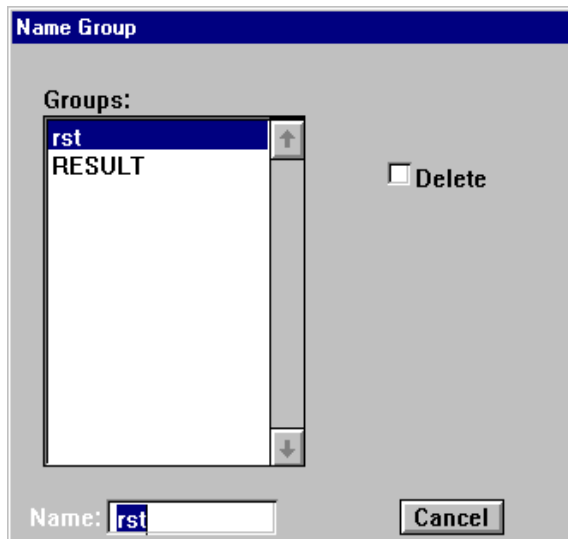 Name Group
Groups:
rst
RESULT
Delete
Name: rst
Cancel